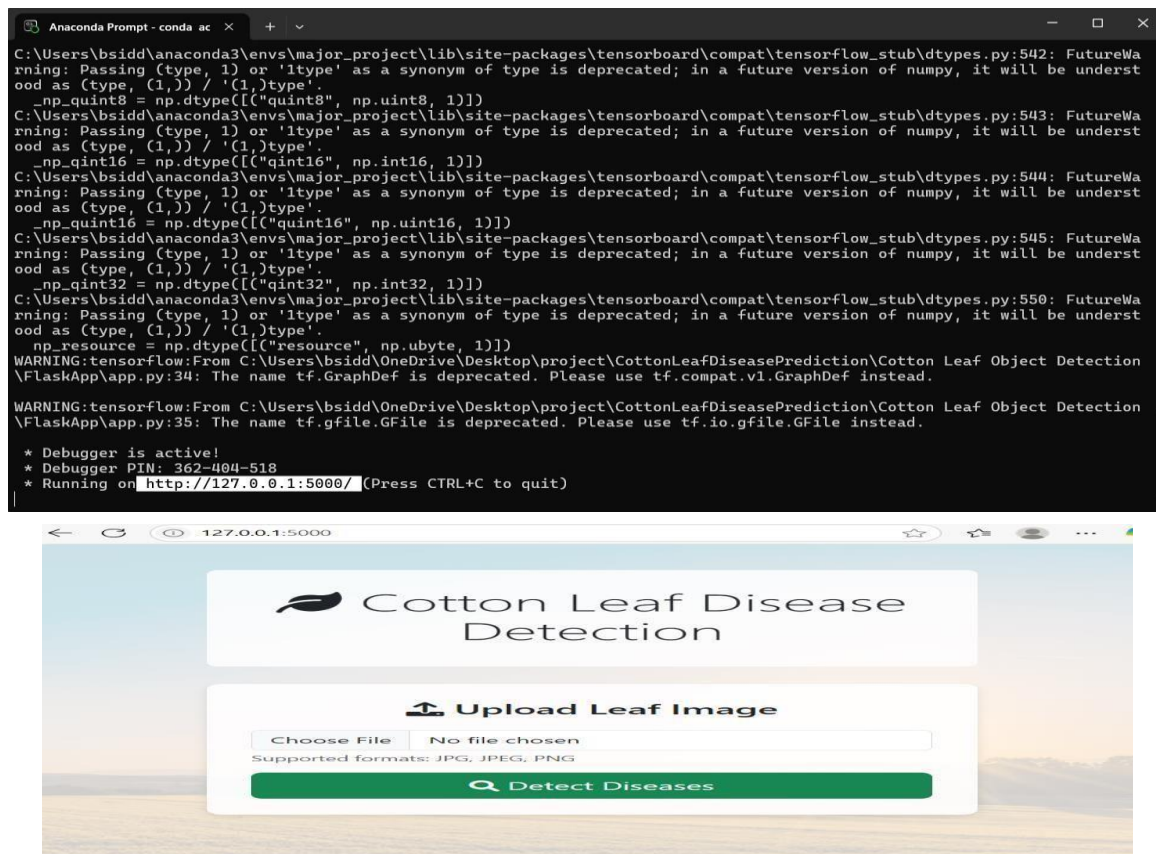 Anaconda Prompt - conda ac
C:\Users\bsidd\anaconda3\envs\major_project\lib\site-packages\tensorboard\compat\tensorflow_stub\dtypes.py:542: FutureWa
rning: Passing (type, 1) or '1type' as a synonym of type is deprecated; in a future version of numpy, it will be underst
ood as (type, (1,)) / '(1,)type'.
  _np_quint8 = np.dtype([("quint8", np.uint8, 1)])
C:\Users\bsidd\anaconda3\envs\major_project\lib\site-packages\tensorboard\compat\tensorflow_stub\dtypes.py:543: FutureWa
rning: Passing (type, 1) or '1type' as a synonym of type is deprecated; in a future version of numpy, it will be underst
ood as (type, (1,)) / '(1,)type'.
  _np_qint16 = np.dtype([("qint16", np.int16, 1)])
C:\Users\bsidd\anaconda3\envs\major_project\lib\site-packages\tensorboard\compat\tensorflow_stub\dtypes.py:544: FutureWa
rning: Passing (type, 1) or '1type' as a synonym of type is deprecated; in a future version of numpy, it will be underst
ood as (type, (1,)) / '(1,)type'.
  _np_quint16 = np.dtype([("quint16", np.uint16, 1)])
C:\Users\bsidd\anaconda3\envs\major_project\lib\site-packages\tensorboard\compat\tensorflow_stub\dtypes.py:545: FutureWa
rning: Passing (type, 1) or '1type' as a synonym of type is deprecated; in a future version of numpy, it will be underst
ood as (type, (1,)) / '(1,)type'.
  _np_qint32 = np.dtype([("qint32", np.int32, 1)])
C:\Users\bsidd\anaconda3\envs\major_project\lib\site-packages\tensorboard\compat\tensorflow_stub\dtypes.py:550: FutureWa
rning: Passing (type, 1) or '1type' as a synonym of type is deprecated; in a future version of numpy, it will be underst
ood as (type, (1,)) / '(1,)type'.
  np_resource = np.dtype([("resource", np.ubyte, 1)])
WARNING:tensorflow:From C:\Users\bsidd\OneDrive\Desktop\project\CottonLeafDiseasePrediction\Cotton Leaf Object Detection
\FlaskApp\app.py:34: The name tf.GraphDef is deprecated. Please use tf.compat.v1.GraphDef instead.
WARNING:tensorflow:From C:\Users\bsidd\OneDrive\Desktop\project\CottonLeafDiseasePrediction\Cotton Leaf Object Detection
\FlaskApp\app.py:35: The name tf.gfile.GFile is deprecated. Please use tf.io.gfile.GFile instead.
 * Debugger is active!
 * Debugger PIN: 362-404-518
 * Running on http://127.0.0.1:5000/ (Press CTRL+C to quit)
127.0.0.1:5000
Cotton Leaf Disease
Detection
Upload Leaf Image
Choose File No file chosen
Supported formats: JPG, JPEG, PNG
Detect Diseases